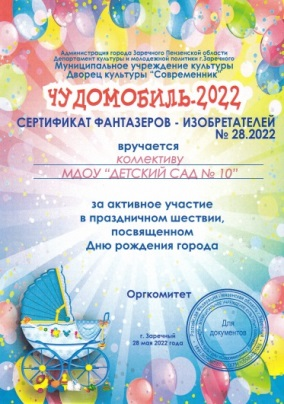 Администрация города Заречного Пензенской области
Департамент культуры и молодежной политики г.Заречного
Муниципальное учреждение культуры
Дворец культуры "Современник"
ЧУДОМОБИЛЬ-2022
СЕРТИФИКАТ ФАНТАЗЕРОВ - ИЗОБРЕТАТЕЛЕЙ
№ 28.2022
вручается
коллективу
МДОУ "ДЕТСКИЙ САД № 10"
за активное участие
в праздничном шествии,
посвященном
Дню рождения города
Оргкомитет
г. Заречный
28 мая 2022 года
Для
документов